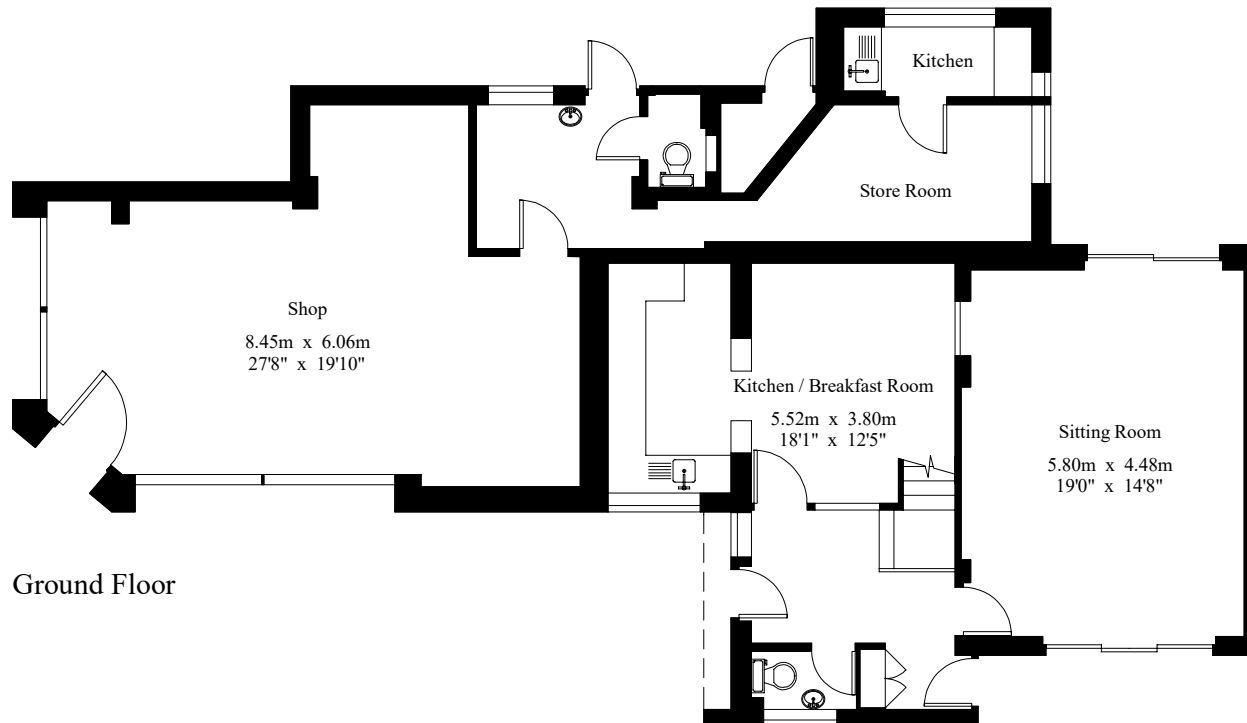 Kitchen
Store Room
Shop
8.45m x 6.06m
27'8" x 19'10"
Kitchen / Breakfast Room
5.52m x 3.80m
18'1" x 12'5"
Sitting Room
5.80m x 4.48m
19'0" x 14'8"
Ground Floor